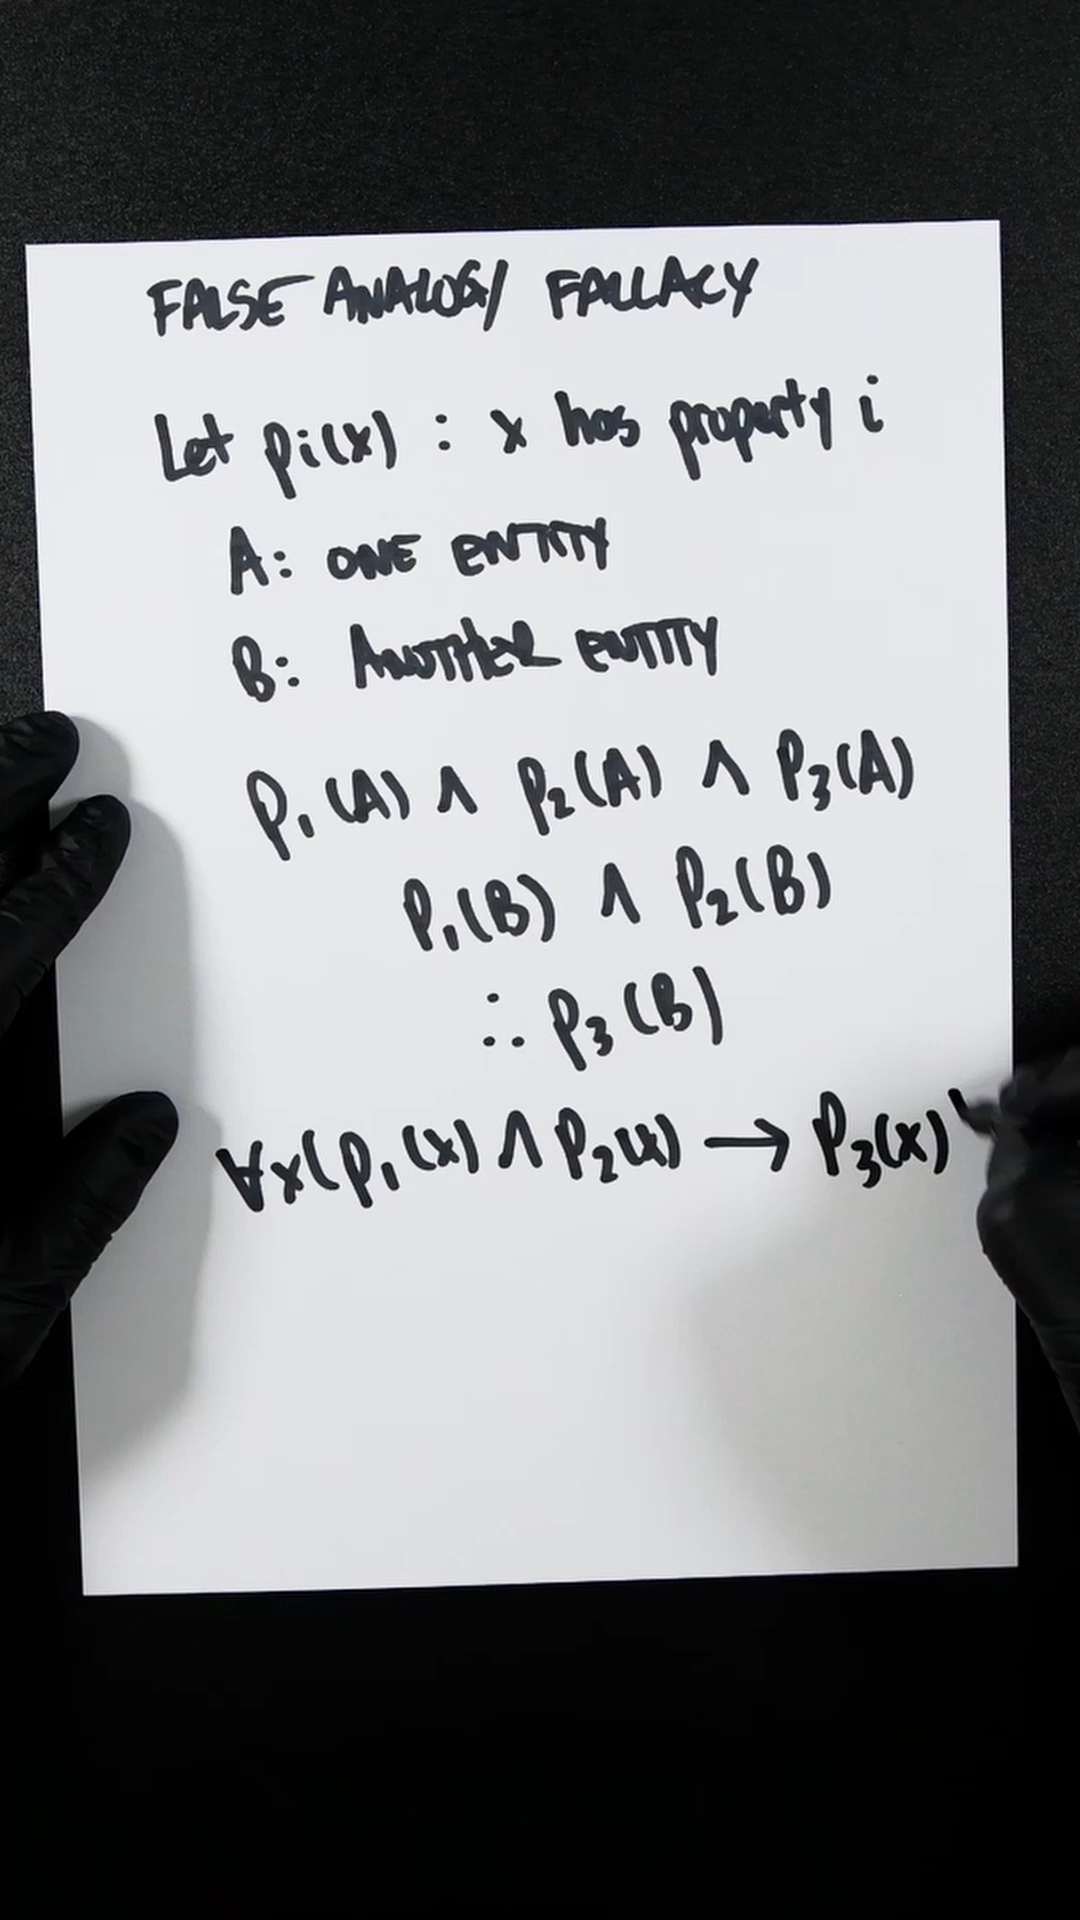 FALSE ANALOGY FALLACY
Let pi(x) : x has property i
A: ONE ENTITY
B: ANOTHER ENTITY
P₁(A) ∧ P₂(A) ∧ P₃(A)
P₁(B) ∧ P₂(B)
∴ P₃(B)
∀x(P₁(x) ∧ P₂(x) → P₃(x)